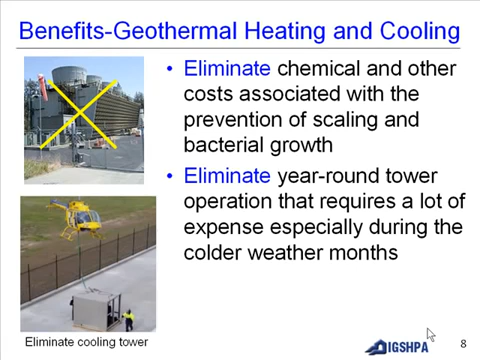 Benefits-Geothermal Heating and Cooling
• Eliminate chemical and other
costs associated with the
prevention of scaling and
bacterial growth
• Eliminate year-round tower
operation that requires a lot of
expense especially during the
colder weather months
Eliminate cooling tower
IGSHPA
8